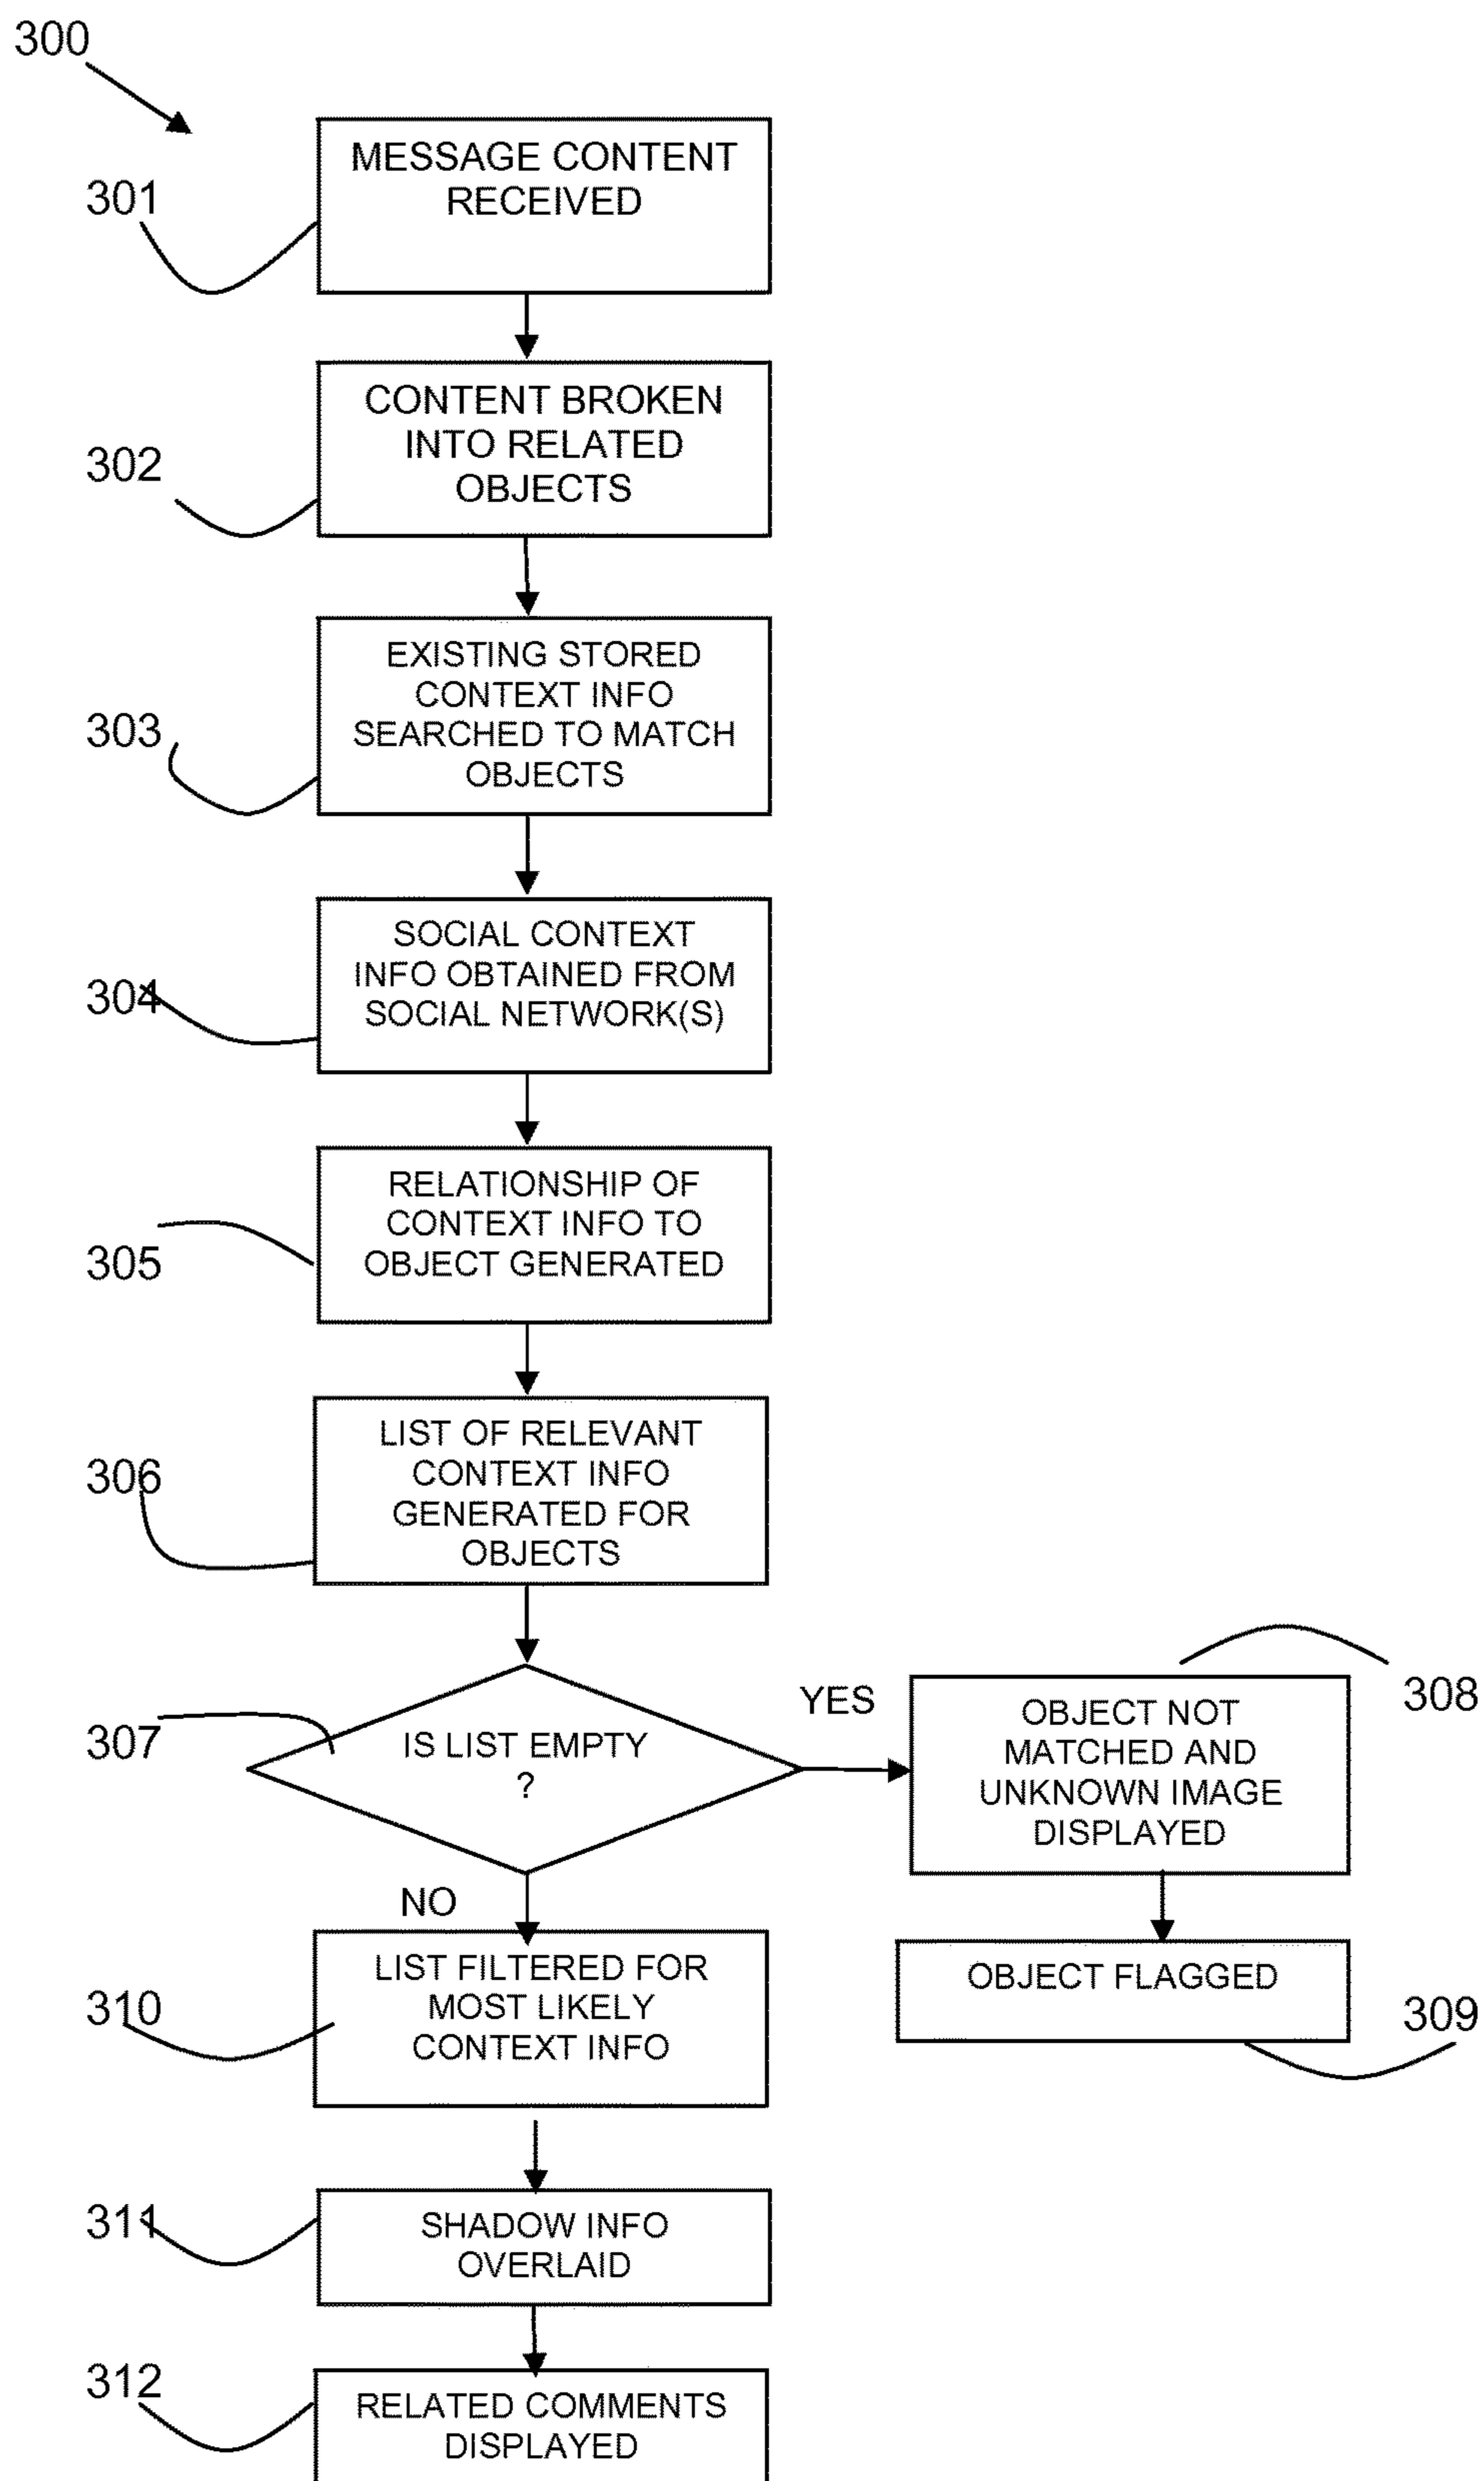 300
301
MESSAGE CONTENT
RECEIVED
302
CONTENT BROKEN
INTO RELATED
OBJECTS
303
EXISTING STORED
CONTEXT INFO
SEARCHED TO MATCH
OBJECTS
304
SOCIAL CONTEXT
INFO OBTAINED FROM
SOCIAL NETWORK(S)
305
RELATIONSHIP OF
CONTEXT INFO TO
OBJECT GENERATED
306
LIST OF RELEVANT
CONTEXT INFO
GENERATED FOR
OBJECTS
307
IS LIST EMPTY
?
YES
308
OBJECT NOT
MATCHED AND
UNKNOWN IMAGE
DISPLAYED
OBJECT FLAGGED
309
NO
310
LIST FILTERED FOR
MOST LIKELY
CONTEXT INFO
311
SHADOW INFO
OVERLAID
312
RELATED COMMENTS
DISPLAYED